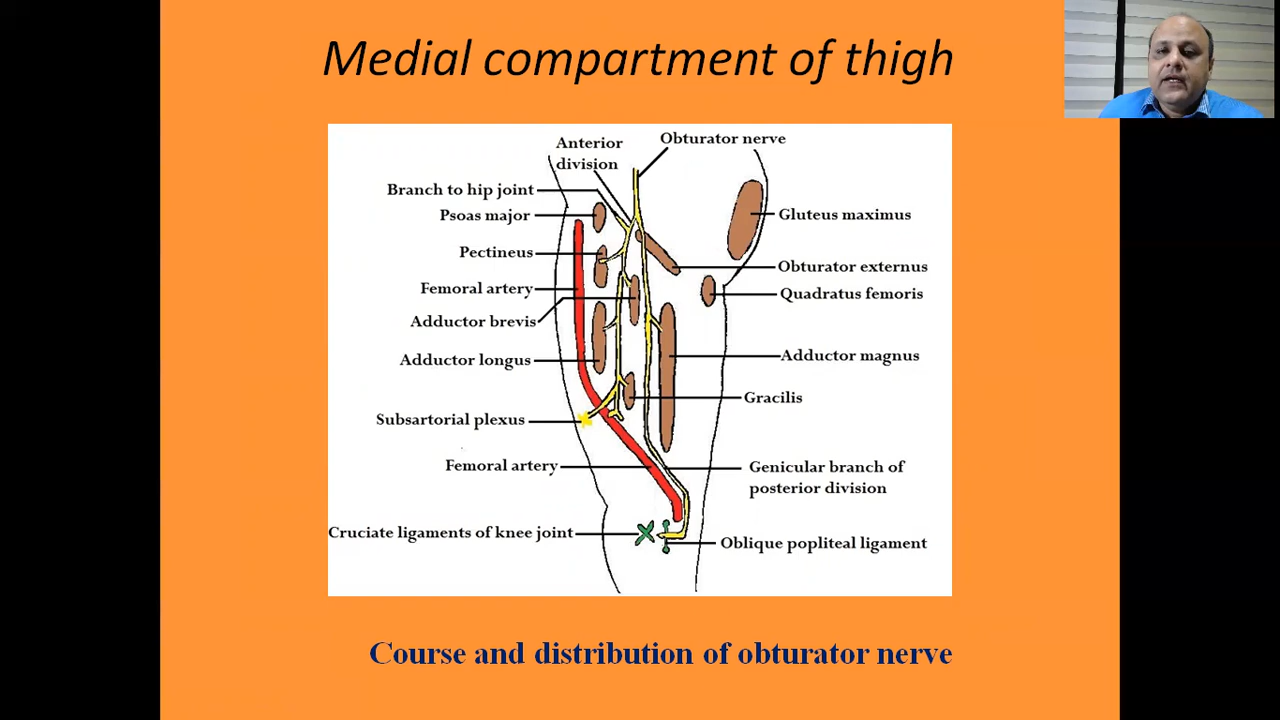 Medial compartment of thigh
Anterior
division
Obturator nerve
Branch to hip joint
Psoas major
Gluteus maximus
Pectineus
Obturator externus
Femoral artery
Quadratus femoris
Adductor brevis
Adductor longus
Adductor magnus
Gracilis
Subsartorial plexus
Femoral artery
Genicular branch of
posterior division
Cruciate ligaments of knee joint
Oblique popliteal ligament
Course and distribution of obturator nerve